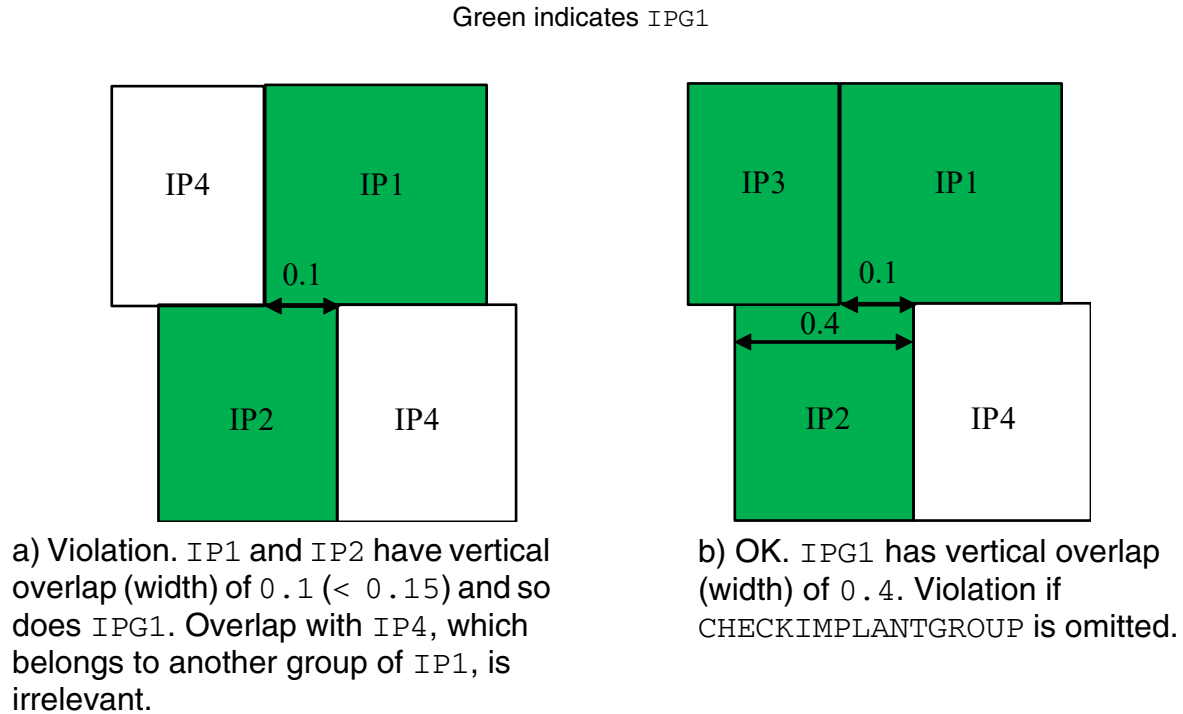 Green indicates IPG1
IP4
IP1
0.1
IP2
IP4
IP3
IP1
0.1
0.4
IP2
IP4
a) Violation. IP1 and IP2 have vertical
overlap (width) of 0.1 (< 0.15) and so
does IPG1. Overlap with IP4, which
belongs to another group of IP1, is
irrelevant.
b) OK. IPG1 has vertical overlap
(width) of 0.4. Violation if
CHECKIMPLANTGROUP is omitted.